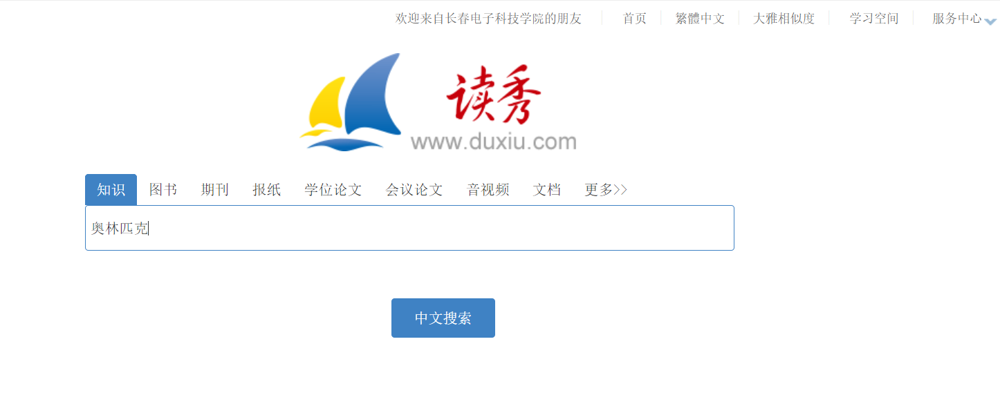 欢迎来自长春电子科技学院的朋友 首页 繁體中文 大雅相似度 学习空间 服务中心
读秀
www.duxiu.com
知识 图书 期刊 报纸 学位论文 会议论文 音视频 文档 更多>>
奥林匹克
中文搜索